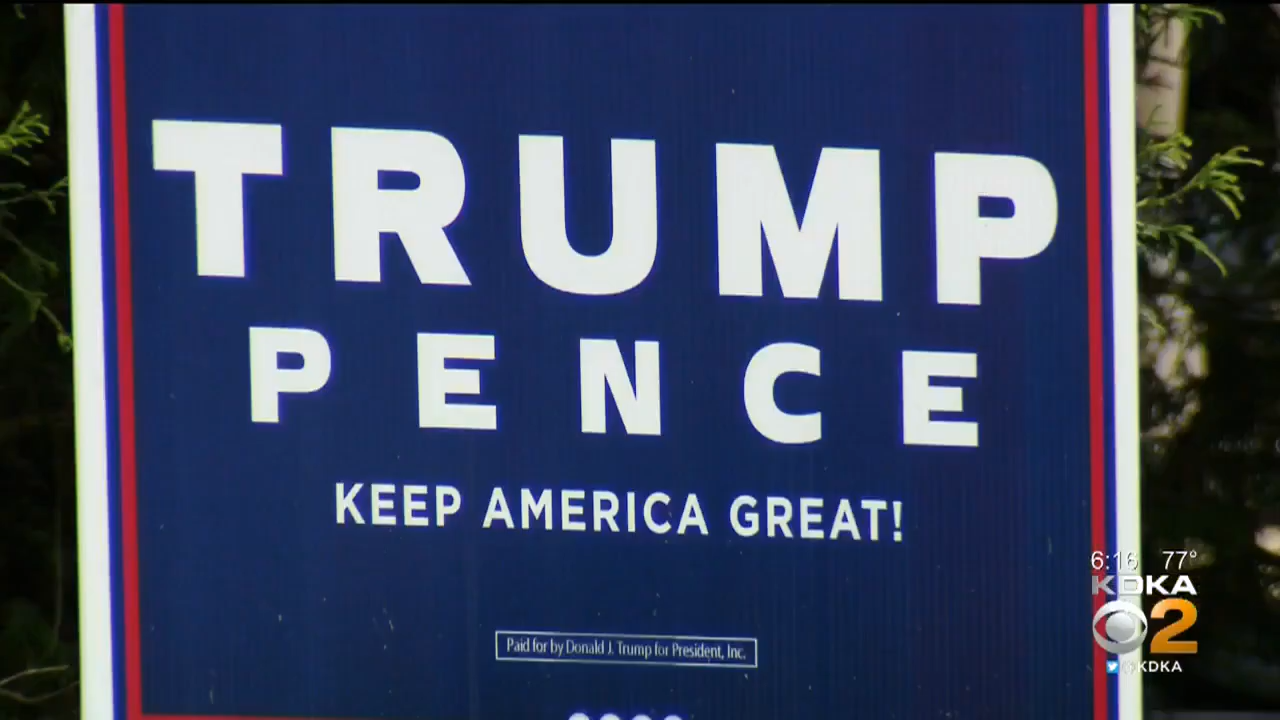 TRUMP
PENCE
KEEP AMERICA GREAT!
Paid for by Donald J. Trump for President, Inc.
6:16 77°
KDKA
2
@KDKA